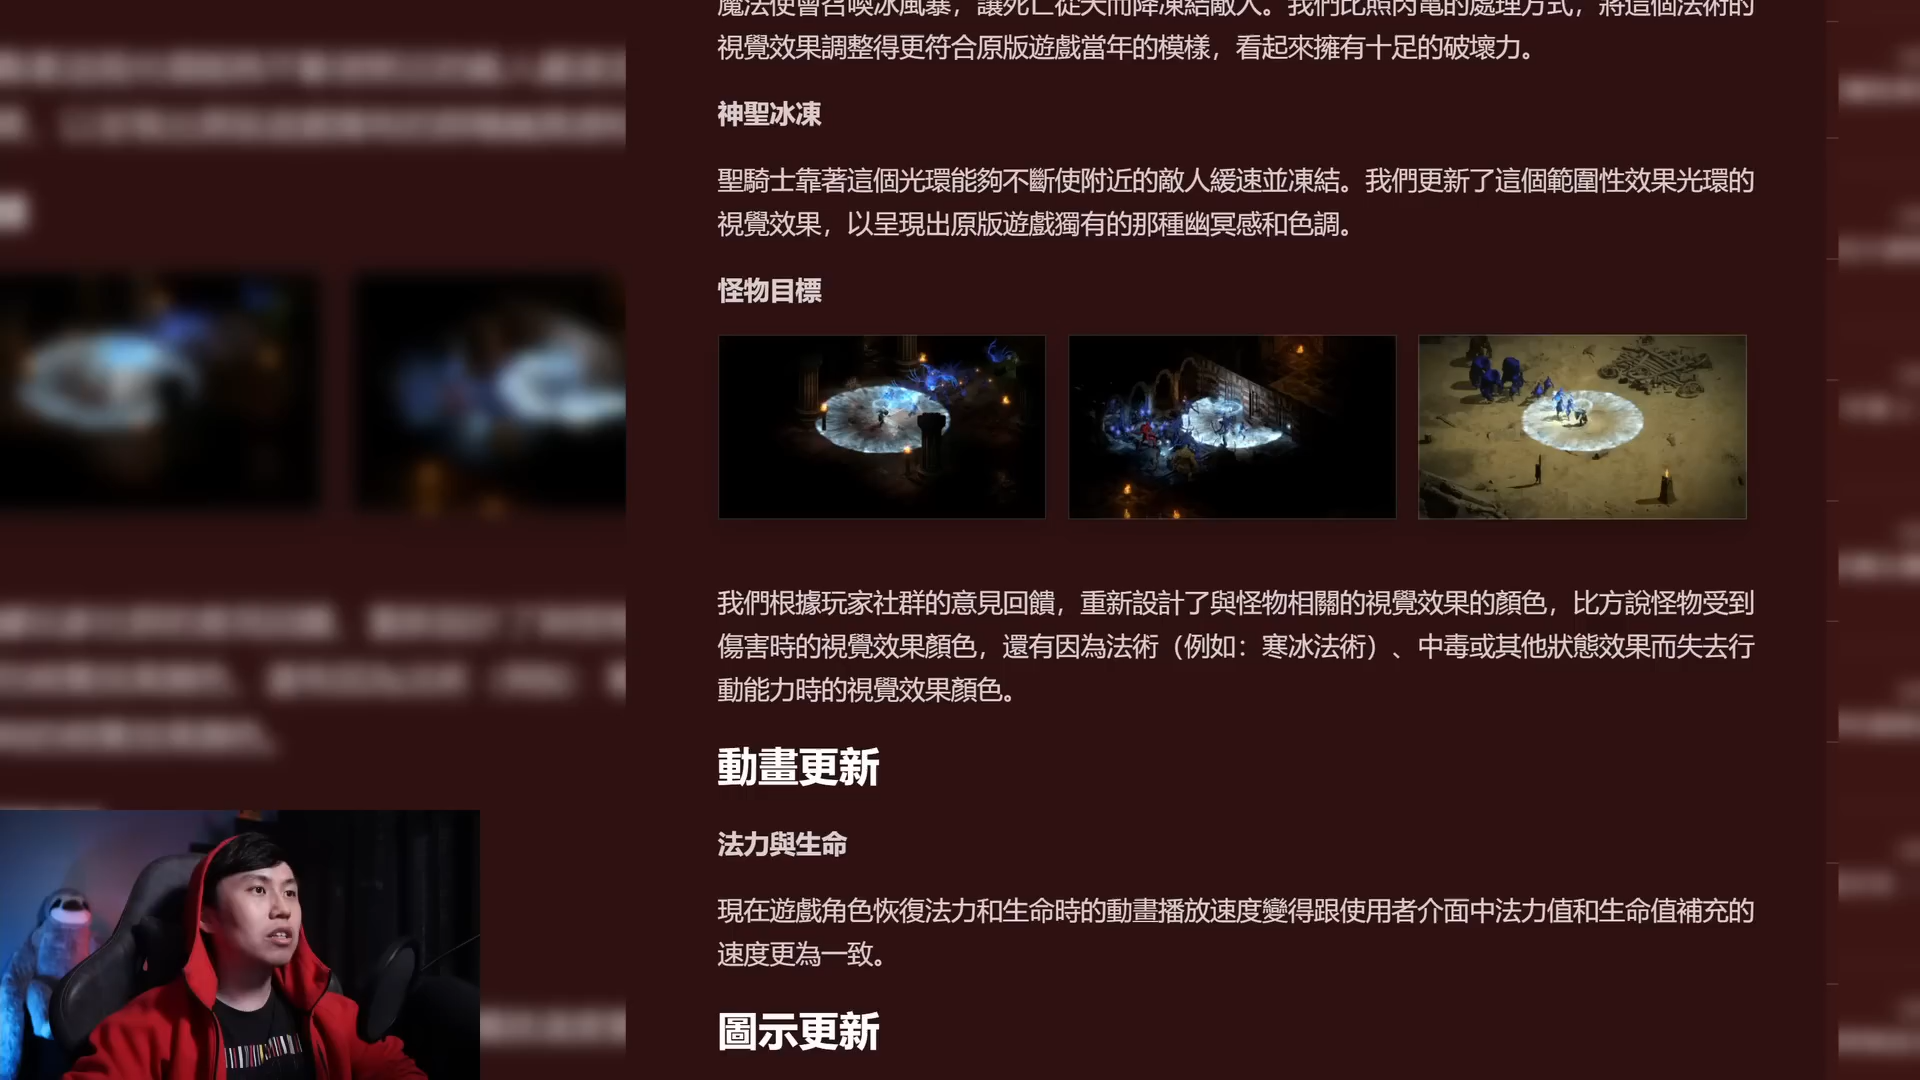 魔法使會召喚冰風暴，讓死亡從天而降凍結敵人。我們比照閃電的處理方式，將這個法術的
視覺效果調整得更符合原版遊戲當年的模樣，看起來擁有十足的破壞力。
神聖冰凍
聖騎士靠著這個光環能夠不斷使附近的敵人緩速並凍結。我們更新了這個範圍性效果光環的
視覺效果，以呈現出原版遊戲獨有的那種幽冥感和色調。
怪物目標
我們根據玩家社群的意見回饋，重新設計了與怪物相關的視覺效果的顏色，比方說怪物受到
傷害時的視覺效果顏色，還有因為法術（例如：寒冰法術）、中毒或其他狀態效果而失去行
動能力時的視覺效果顏色。
動畫更新
法力與生命
現在遊戲角色恢復法力和生命時的動畫播放速度變得跟使用者介面中法力值和生命值補充的
速度更為一致。
圖示更新